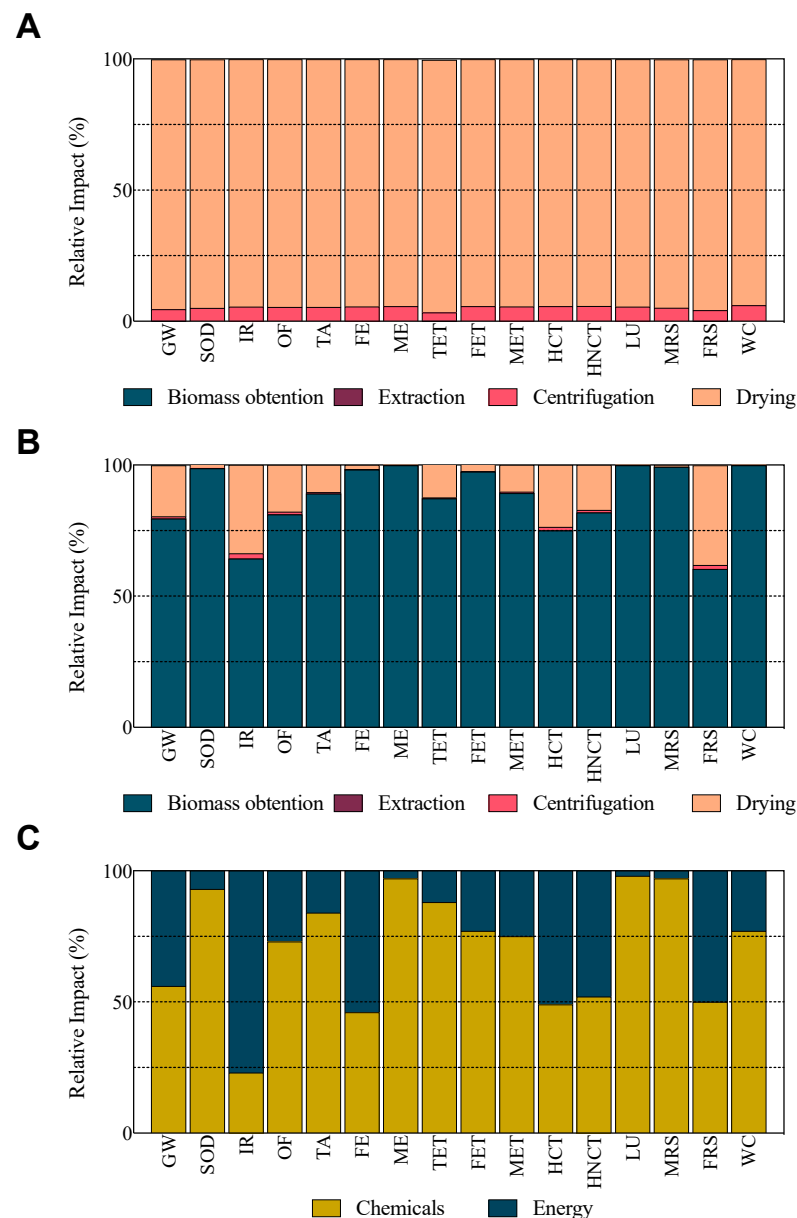 A
Relative Impact (%)
100
50
0
GW SOD IR OF TA FE ME TET FET MET HCT HNCT LU MRS FRS WC
Biomass obtention Extraction Centrifugation Drying
B
Relative Impact (%)
100
50
0
GW SOD IR OF TA FE ME TET FET MET HCT HNCT LU MRS FRS WC
Biomass obtention Extraction Centrifugation Drying
C
Relative Impact (%)
100
50
0
GW SOD IR OF TA FE ME TET FET MET HCT HNCT LU MRS FRS WC
Chemicals Energy